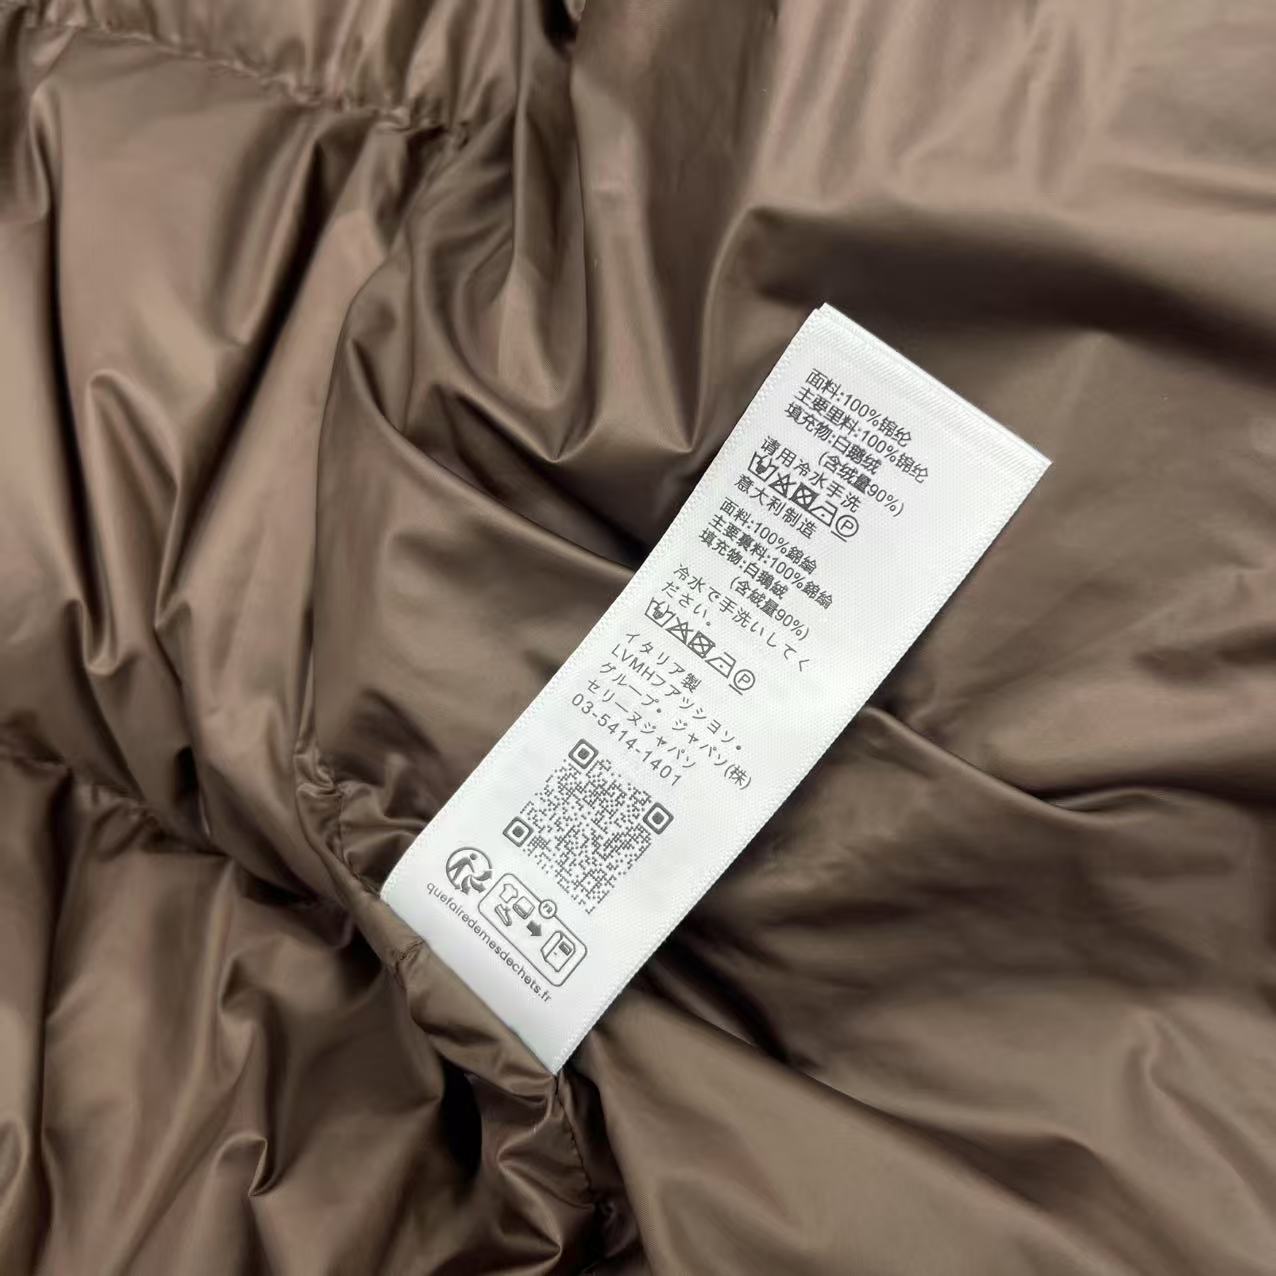 面料:100%锦纶
主要里料:100%锦纶
填充物:白鹅绒
(含绒量90%)
请用冷水手洗
P
意大利制造
面料:100%錦綸
主要裏料:100%錦綸
填充物:白鵝絨
(含絨量90%)
冷水で手洗いしてく
ださい。
P
イタリア製
LVMHファツシヨン・
グループ・ジャパン(株)
セリーヌジャパン
03-5414-1401
FR
quefairedemesdechets.fr